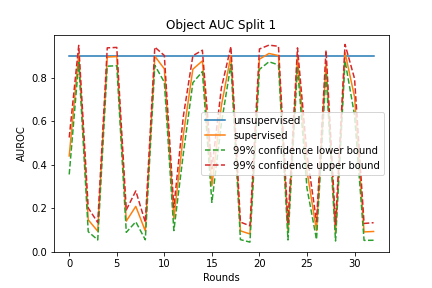 Object AUC Split 1
AUROC
0.8
0.6
0.4
0.2
0.0
unsupervised
supervised
99% confidence lower bound
99% confidence upper bound
0 5 10 15 20 25 30
Rounds